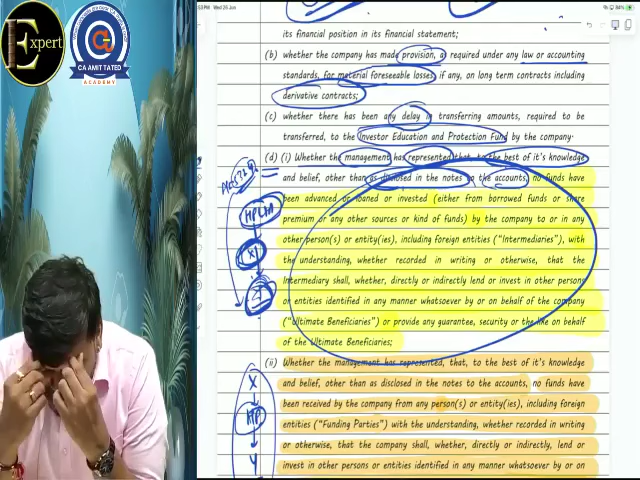 53 PM Wed 25 Jun
84%
Expert
CA AMIT TATED
ACADEMY
its financial position in its financial statement;
(b) whether the company has made provision, as required under any law or accounting
standards, for material foreseeable losses, if any, on long term contracts including
derivative contracts;
(c) whether there has been any delay in transferring amounts, required to be
transferred, to the Investor Education and Protection Fund by the company.
(d) (i) Whether the management has represented that, to the best of it's knowledge
and belief, other than as disclosed in the notes to the accounts, no funds have
been advanced or loaned or invested (either from borrowed funds or share
premium or any other sources or kind of funds) by the company to or in any
other person(s) or entity(ies), including foreign entities ("Intermediaries"), with
the understanding, whether recorded in writing or otherwise, that the
Intermediary shall, whether, directly or indirectly lend or invest in other persons
or entities identified in any manner whatsoever by or on behalf of the company
("Ultimate Beneficiaries") or provide any guarantee, security or the like on behalf
of the Ultimate Beneficiaries;
(ii) Whether the management has represented, that, to the best of it's knowledge
and belief, other than as disclosed in the notes to the accounts, no funds have
been received by the company from any person(s) or entity(ies), including foreign
entities ("Funding Parties") with the understanding, whether recorded in writing
or otherwise, that the company shall, whether, directly or indirectly, lend or
invest in other persons or entities identified in any manner whatsoever by or on
X
HP
Y